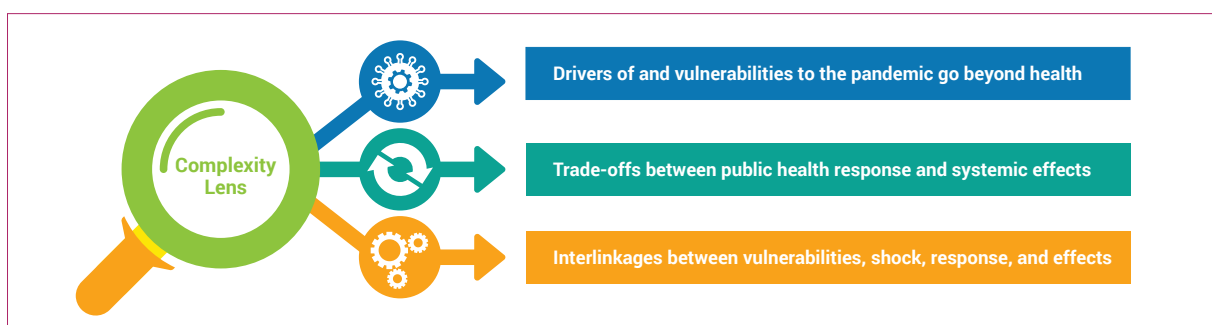 Complexity
Lens
Drivers of and vulnerabilities to the pandemic go beyond health
Trade-offs between public health response and systemic effects
Interlinkages between vulnerabilities, shock, response, and effects